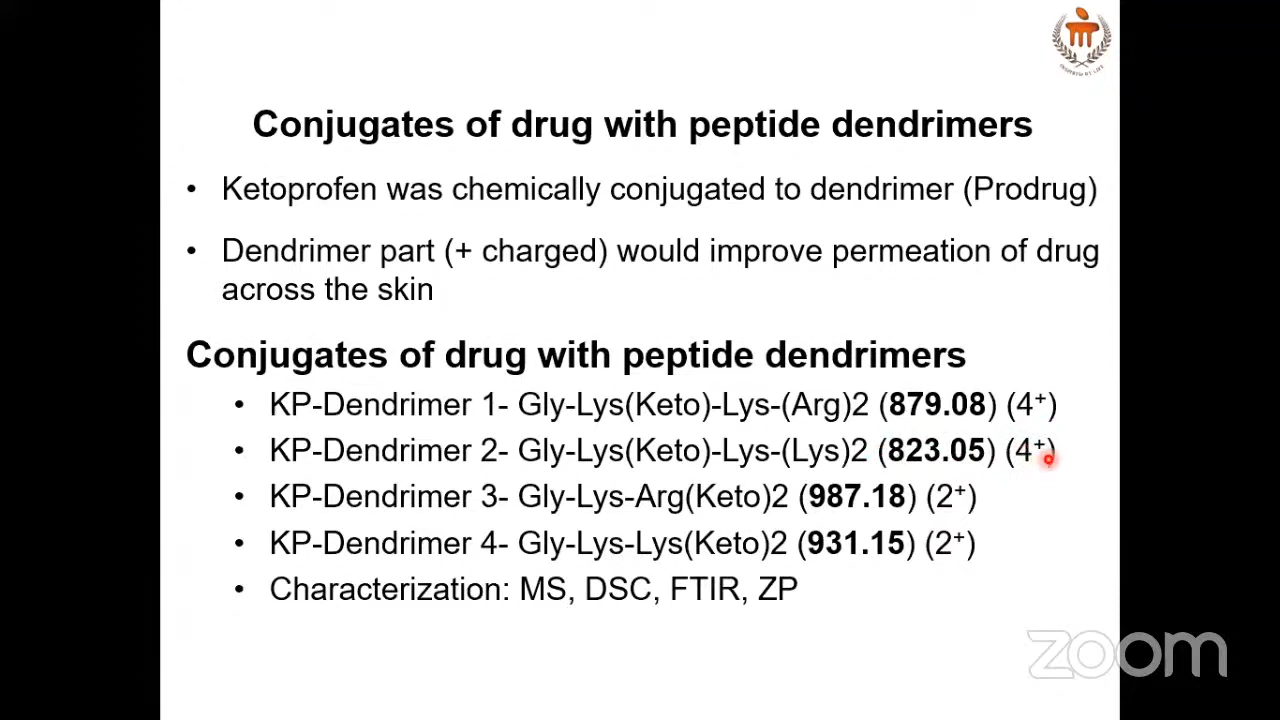 INSPIRED BY LIFE
Conjugates of drug with peptide dendrimers
• Ketoprofen was chemically conjugated to dendrimer (Prodrug)
• Dendrimer part (+ charged) would improve permeation of drug
across the skin
Conjugates of drug with peptide dendrimers
• KP-Dendrimer 1- Gly-Lys(Keto)-Lys-(Arg)2 (879.08) (4⁺)
• KP-Dendrimer 2- Gly-Lys(Keto)-Lys-(Lys)2 (823.05) (4⁺)
• KP-Dendrimer 3- Gly-Lys-Arg(Keto)2 (987.18) (2⁺)
• KP-Dendrimer 4- Gly-Lys-Lys(Keto)2 (931.15) (2⁺)
• Characterization: MS, DSC, FTIR, ZP
zoom